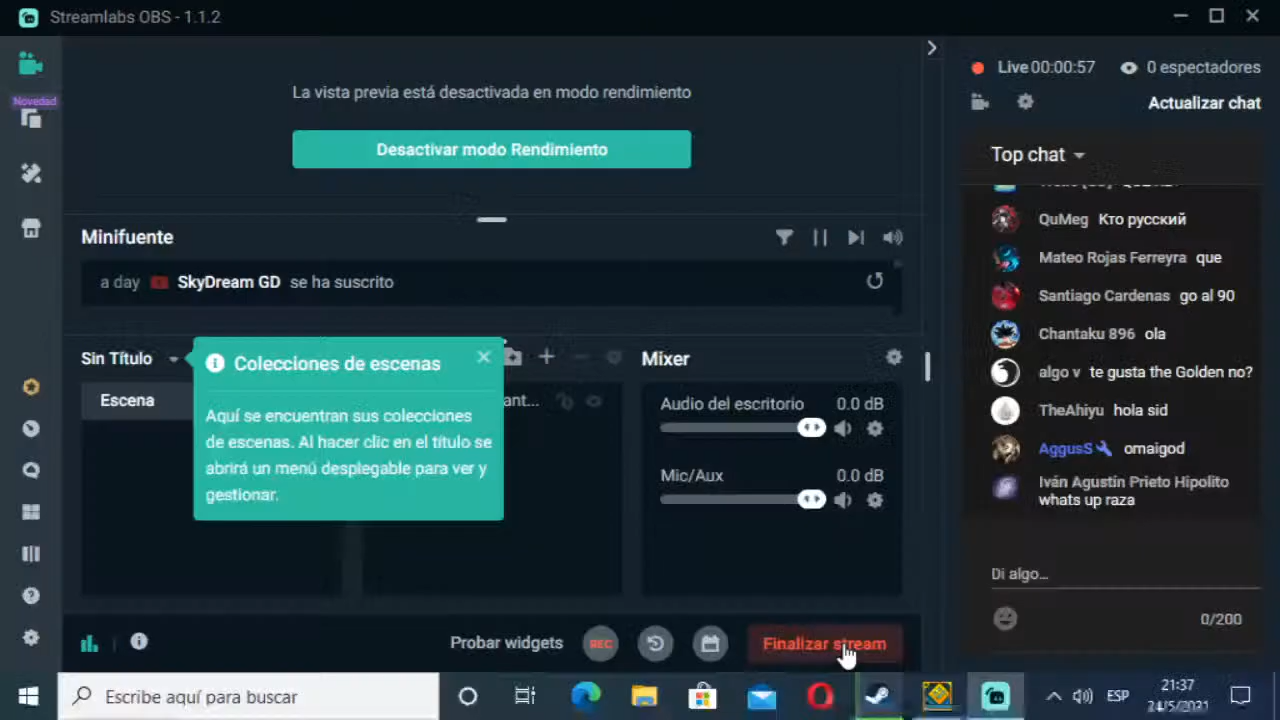 Streamlabs OBS - 1.1.2
Novedad
La vista previa está desactivada en modo rendimiento
Desactivar modo Rendimiento
Minifuente
a day SkyDream GD se ha suscrito
Sin Título
Escena
Colecciones de escenas
Aquí se encuentran sus colecciones
de escenas. Al hacer clic en el título se
abrirá un menú desplegable para ver y
gestionar.
ant...
Mixer
Audio del escritorio 0.0 dB
Mic/Aux 0.0 dB
Probar widgets
REC
Finalizar stream
Live 00:00:57 0 espectadores
Actualizar chat
Top chat
QuMeg Кто русский
Mateo Rojas Ferreyra que
Santiago Cardenas go al 90
Chantaku 896 ola
algo v te gusta the Golden no?
TheAhiyu hola sid
AggusS omaigod
Iván Agustín Prieto Hipolito
whats up raza
Di algo...
0/200
Escribe aquí para buscar
ESP
21:37
24/5/2021